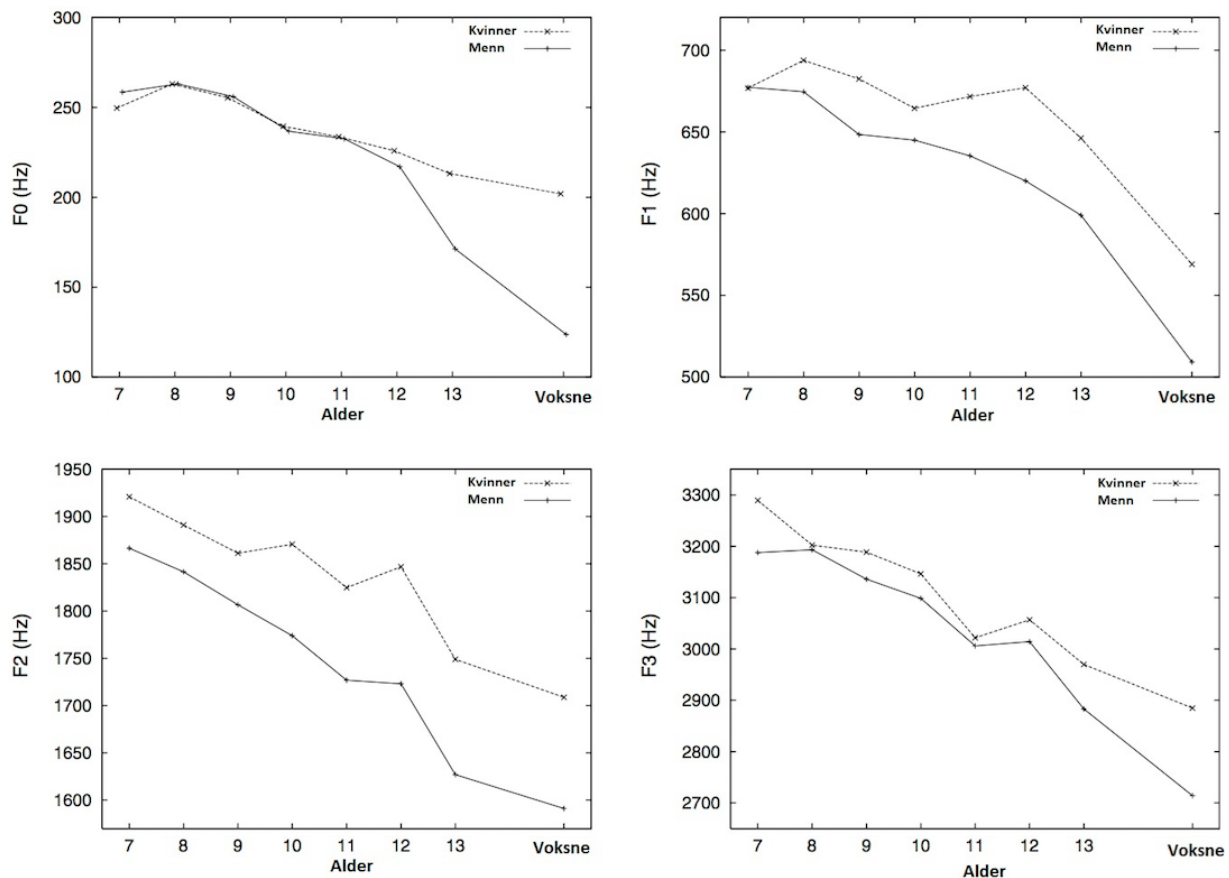 300
250
200
150
100
F0 (Hz)
Kvinner
Menn
7 8 9 10 11 12 13 Voksne
Alder
700
650
600
550
500
F1 (Hz)
Kvinner
Menn
7 8 9 10 11 12 13 Voksne
Alder
1950
1900
1850
1800
1750
1700
1650
1600
F2 (Hz)
Kvinner
Menn
7 8 9 10 11 12 13 Voksne
Alder
3300
3200
3100
3000
2900
2800
2700
F3 (Hz)
Kvinner
Menn
7 8 9 10 11 12 13 Voksne
Alder